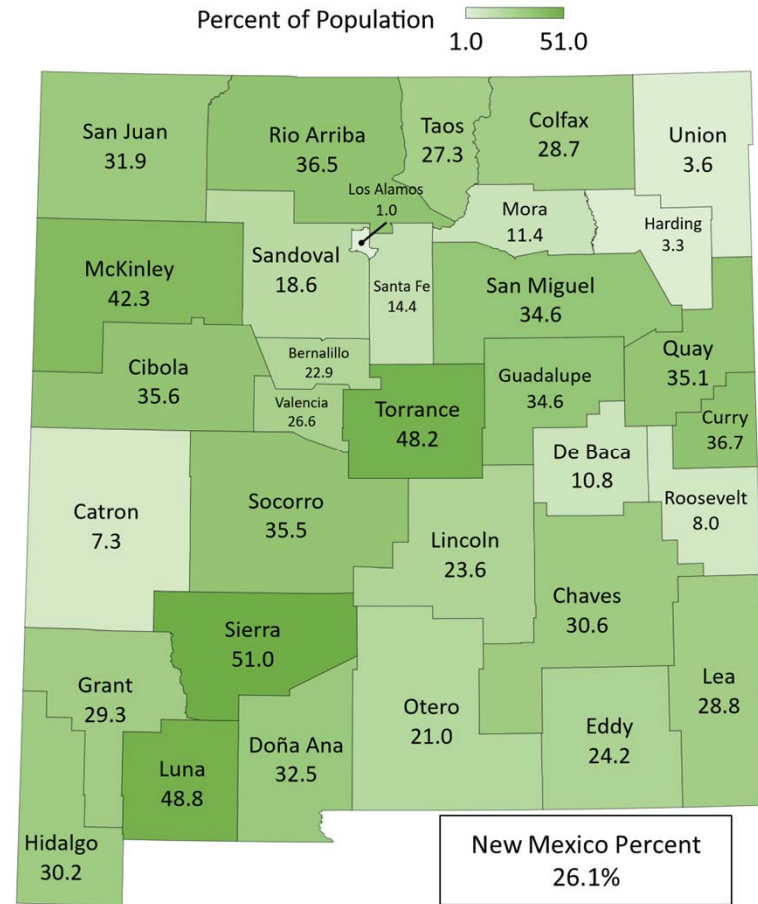 Percent of Population
1.0 51.0
San Juan
31.9
Rio Arriba
36.5
Taos
27.3
Colfax
28.7
Union
3.6
Los Alamos
1.0
Mora
11.4
Harding
3.3
McKinley
42.3
Sandoval
18.6
Santa Fe
14.4
San Miguel
34.6
Cibola
35.6
Bernalillo
22.9
Valencia
26.6
Torrance
48.2
Guadalupe
34.6
Quay
35.1
Curry
36.7
De Baca
10.8
Roosevelt
8.0
Catron
7.3
Socorro
35.5
Lincoln
23.6
Chaves
30.6
Sierra
51.0
Grant
29.3
Luna
48.8
Doña Ana
32.5
Otero
21.0
Eddy
24.2
Lea
28.8
Hidalgo
30.2
New Mexico Percent
26.1%